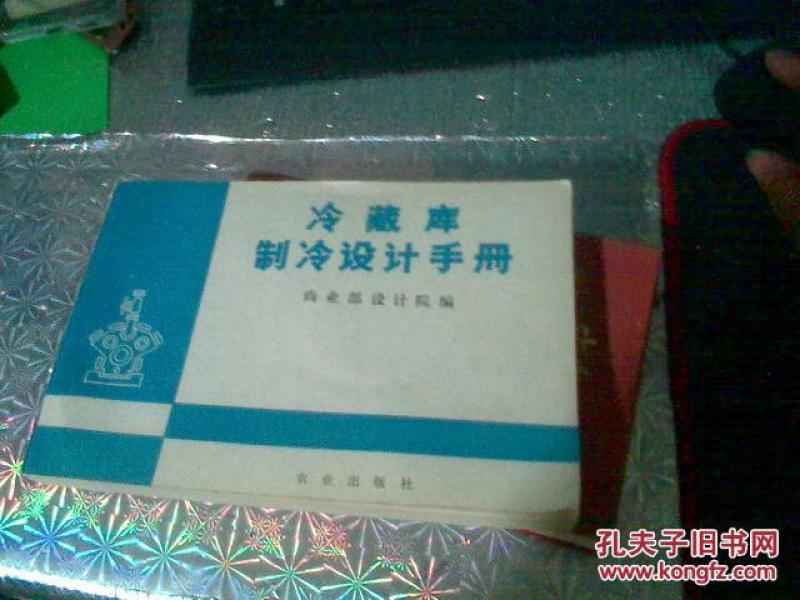 冷藏库
制冷设计手册
商业部设计院编
农业出版社
孔夫子旧书网
www.kongfz.com